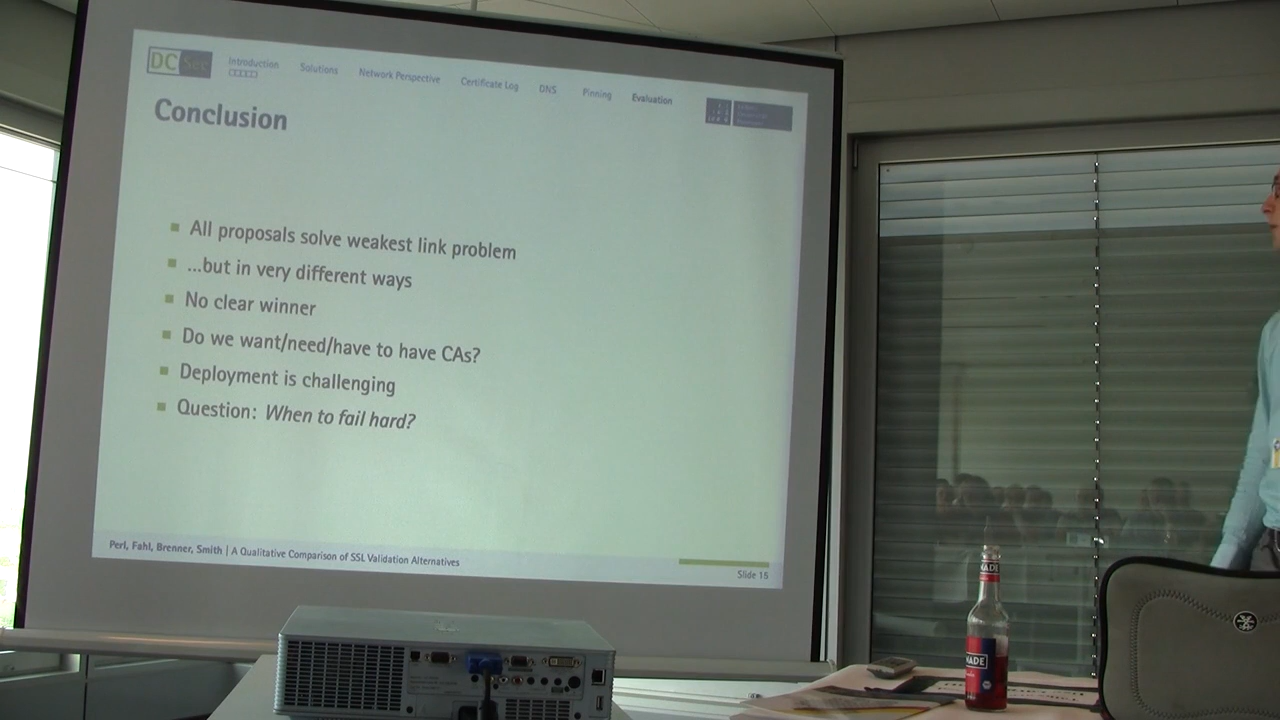 DC Sec
Introduction Solutions Network Perspective Certificate Log DNS Pinning Evaluation
Conclusion
All proposals solve weakest link problem
...but in very different ways
No clear winner
Do we want/need/have to have CAs?
Deployment is challenging
Question: When to fail hard?
Perl, Fahl, Brenner, Smith | A Qualitative Comparison of SSL Validation Alternatives
Slide 15